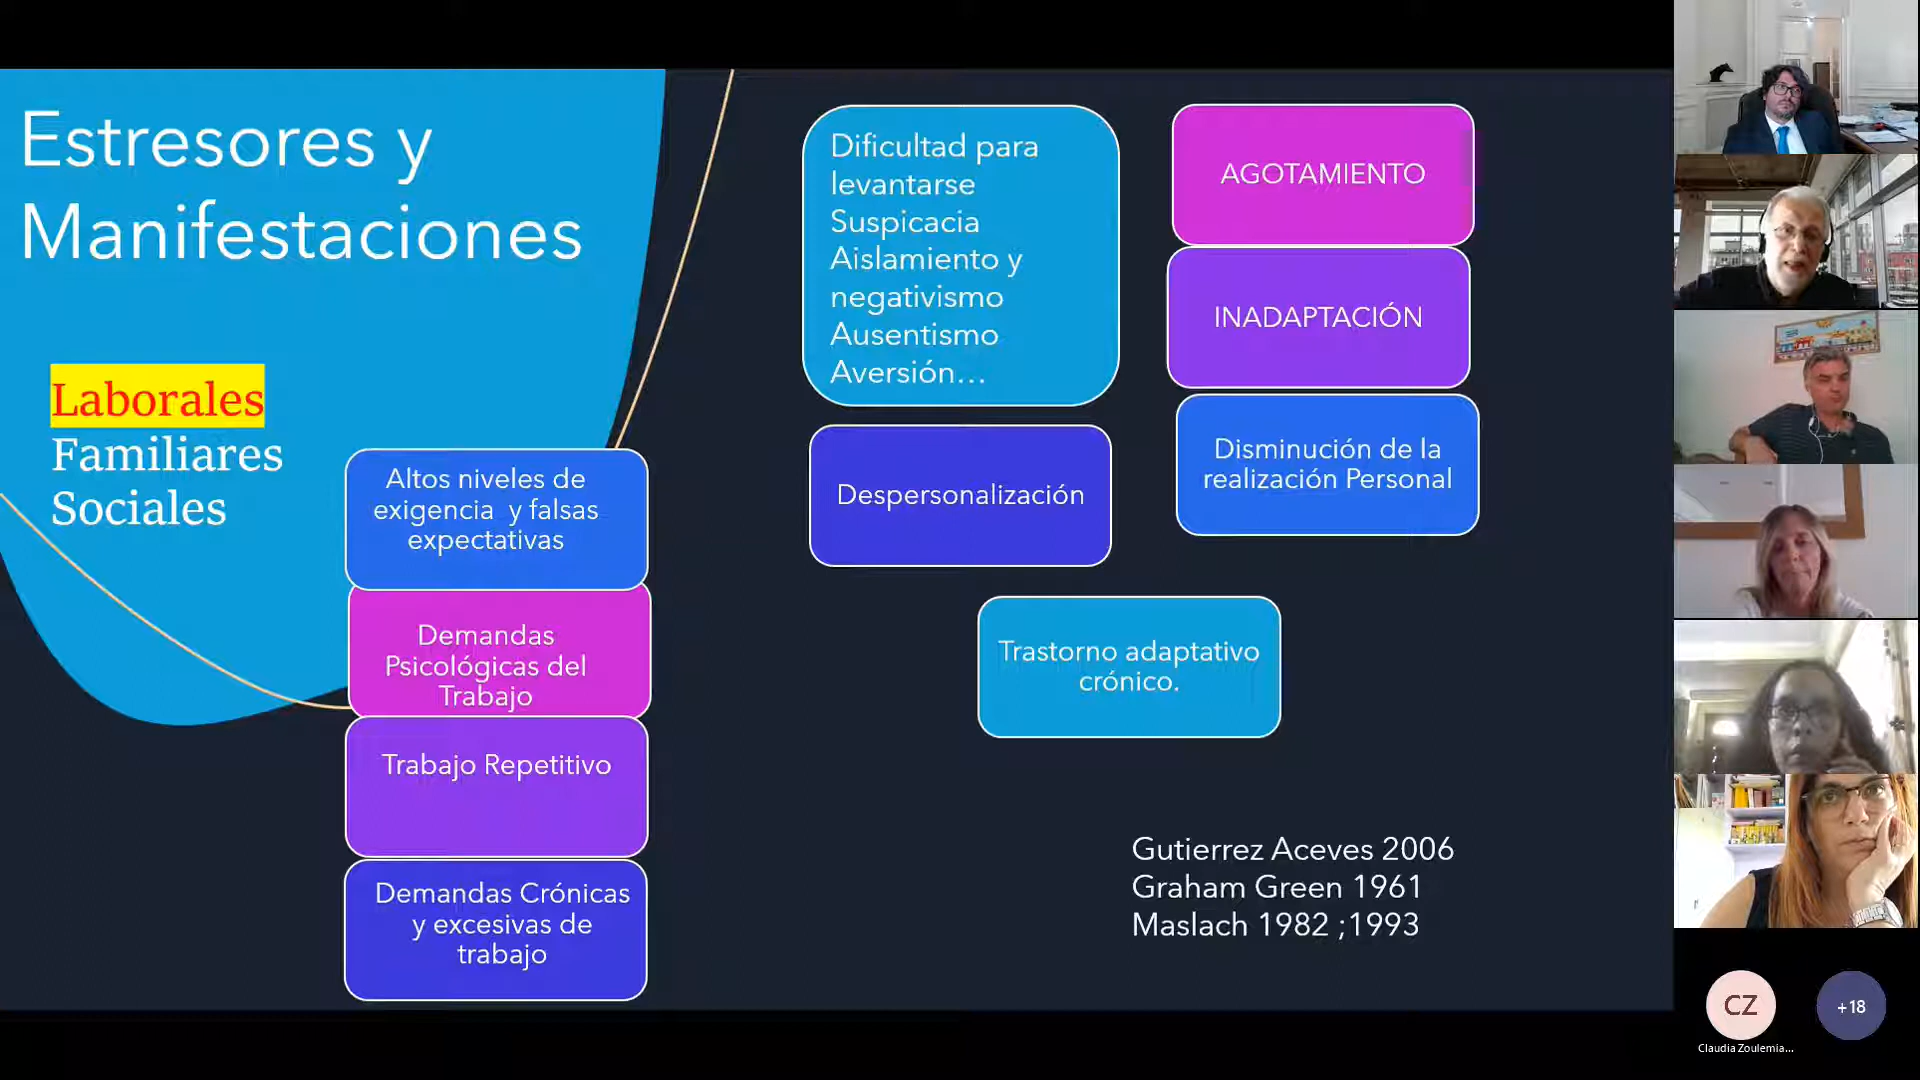 Estresores y
Manifestaciones
Laborales
Familiares
Sociales
Altos niveles de
exigencia y falsas
expectativas
Demandas
Psicológicas del
Trabajo
Trabajo Repetitivo
Demandas Crónicas
y excesivas de
trabajo
Dificultad para
levantarse
Suspicacia
Aislamiento y
negativismo
Ausentismo
Aversión...
AGOTAMIENTO
INADAPTACIÓN
Despersonalización
Disminución de la
realización Personal
Trastorno adaptativo
crónico.
Gutierrez Aceves 2006
Graham Green 1961
Maslach 1982 ;1993
CZ
+18
Claudia Zoulemia...